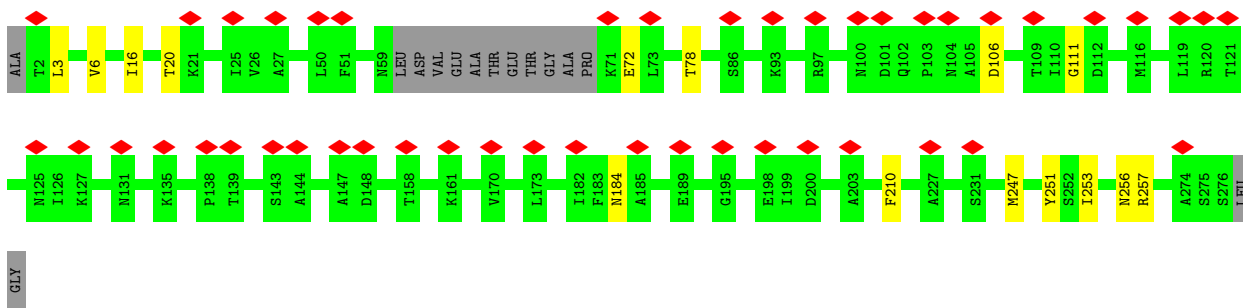 ALA T2 L3 V6 I16 T20 K21 I25 V26 A27 L50 F51 N59 LEU ASP VAL GLU ALA THR GLU THR GLY ALA PRO K71 E72 L73 T78 S86 K93 R97 N100 D101 Q102 P103 N104 A105 D106 T109 I110 G111 D112 M116 L119 R120 T121
N125 I126 K127 N131 K135 P138 T139 S143 A144 A147 D148 T158 K161 V170 L173 I182 F183 N184 A185 E189 G195 E198 I199 D200 A203 F210 A227 S231 M247 Y251 S252 I253 N256 R257 A274 S275 S276 LEU
GLY